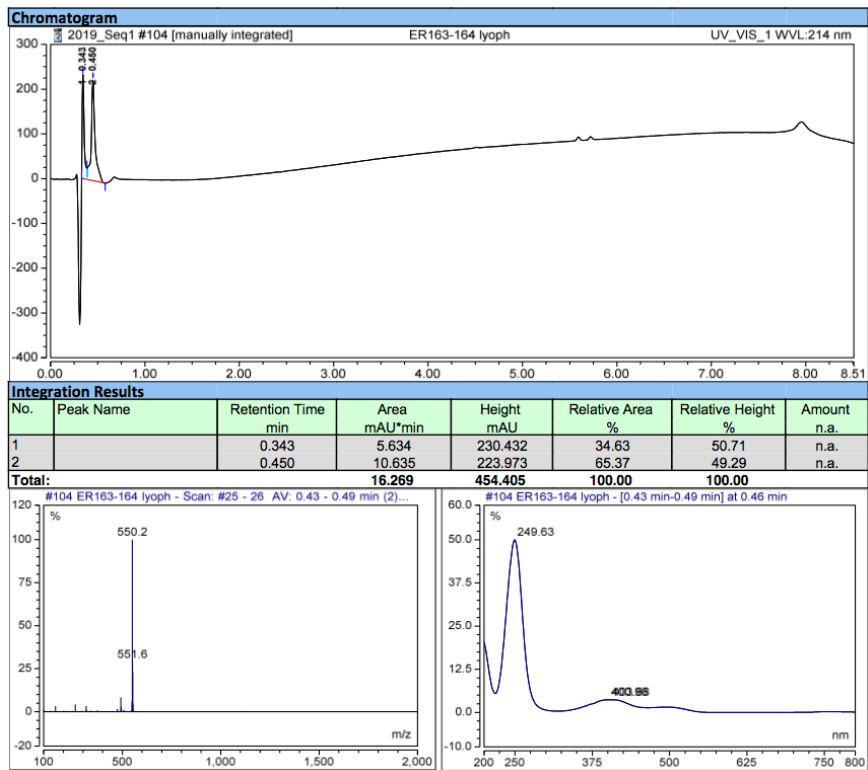 Chromatogram
2019_Seq1 #104 [manually integrated] ER163-164 lyoph UV_VIS_1 WVL:214 nm
300
200
100
0
-100
-200
-300
-400
1 - 0.343
2 - 0.450
0.00 1.00 2.00 3.00 4.00 5.00 6.00 7.00 8.00 8.51
Integration Results
No. Peak Name Retention Time Area Height Relative Area Relative Height Amount
min mAU*min mAU % % n.a.
1 0.343 5.634 230.432 34.63 50.71 n.a.
2 0.450 10.635 223.973 65.37 49.29 n.a.
Total: 16.269 454.405 100.00 100.00
#104 ER163-164 lyoph - Scan: #25 - 26 AV: 0.43 - 0.49 min (2)...
120
100
75
50
25
0
-20
%
550.2
551.6
m/z
100 500 1,000 1,500 2,000
#104 ER163-164 lyoph - [0.43 min-0.49 min] at 0.46 min
60.0
50.0
37.5
25.0
12.5
0.0
-10.0
%
249.63
nm
200 250 375 500 625 750 800